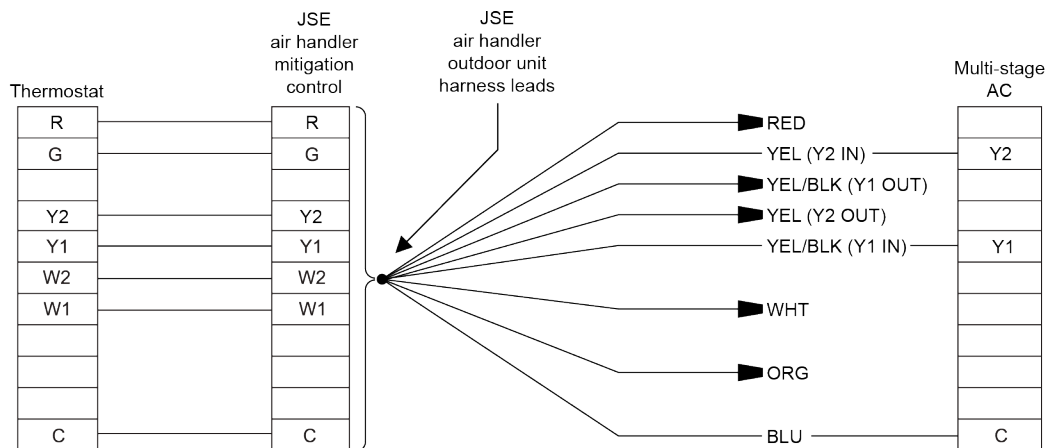 JSE
air handler
mitigation
control
JSE
air handler
outdoor unit
harness leads
Thermostat
Multi-stage
AC
R
R
RED
G
G
YEL (Y2 IN)
Y2
YEL/BLK (Y1 OUT)
Y2
Y2
YEL (Y2 OUT)
Y1
Y1
YEL/BLK (Y1 IN)
Y1
W2
W2
W1
W1
WHT
ORG
C
C
BLU
C